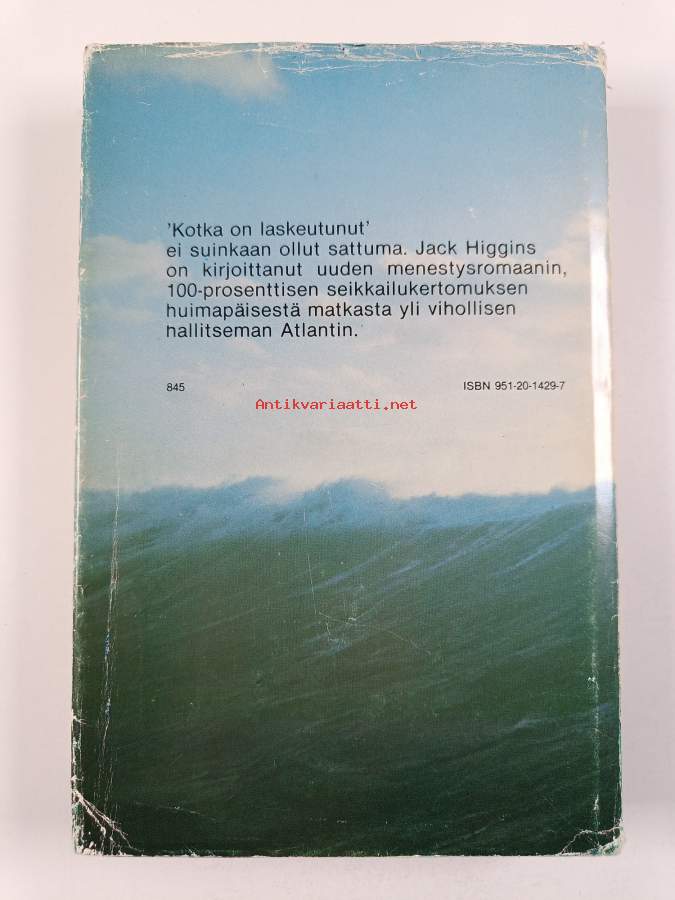 'Kotka on laskeutunut'
ei suinkaan ollut sattuma. Jack Higgins
on kirjoittanut uuden menestysromaanin,
100-prosenttisen seikkailukertomuksen
huimapäisestä matkasta yli vihollisen
hallitseman Atlantin.
845
ISBN 951-20-1429-7
Antikvariaatti.net